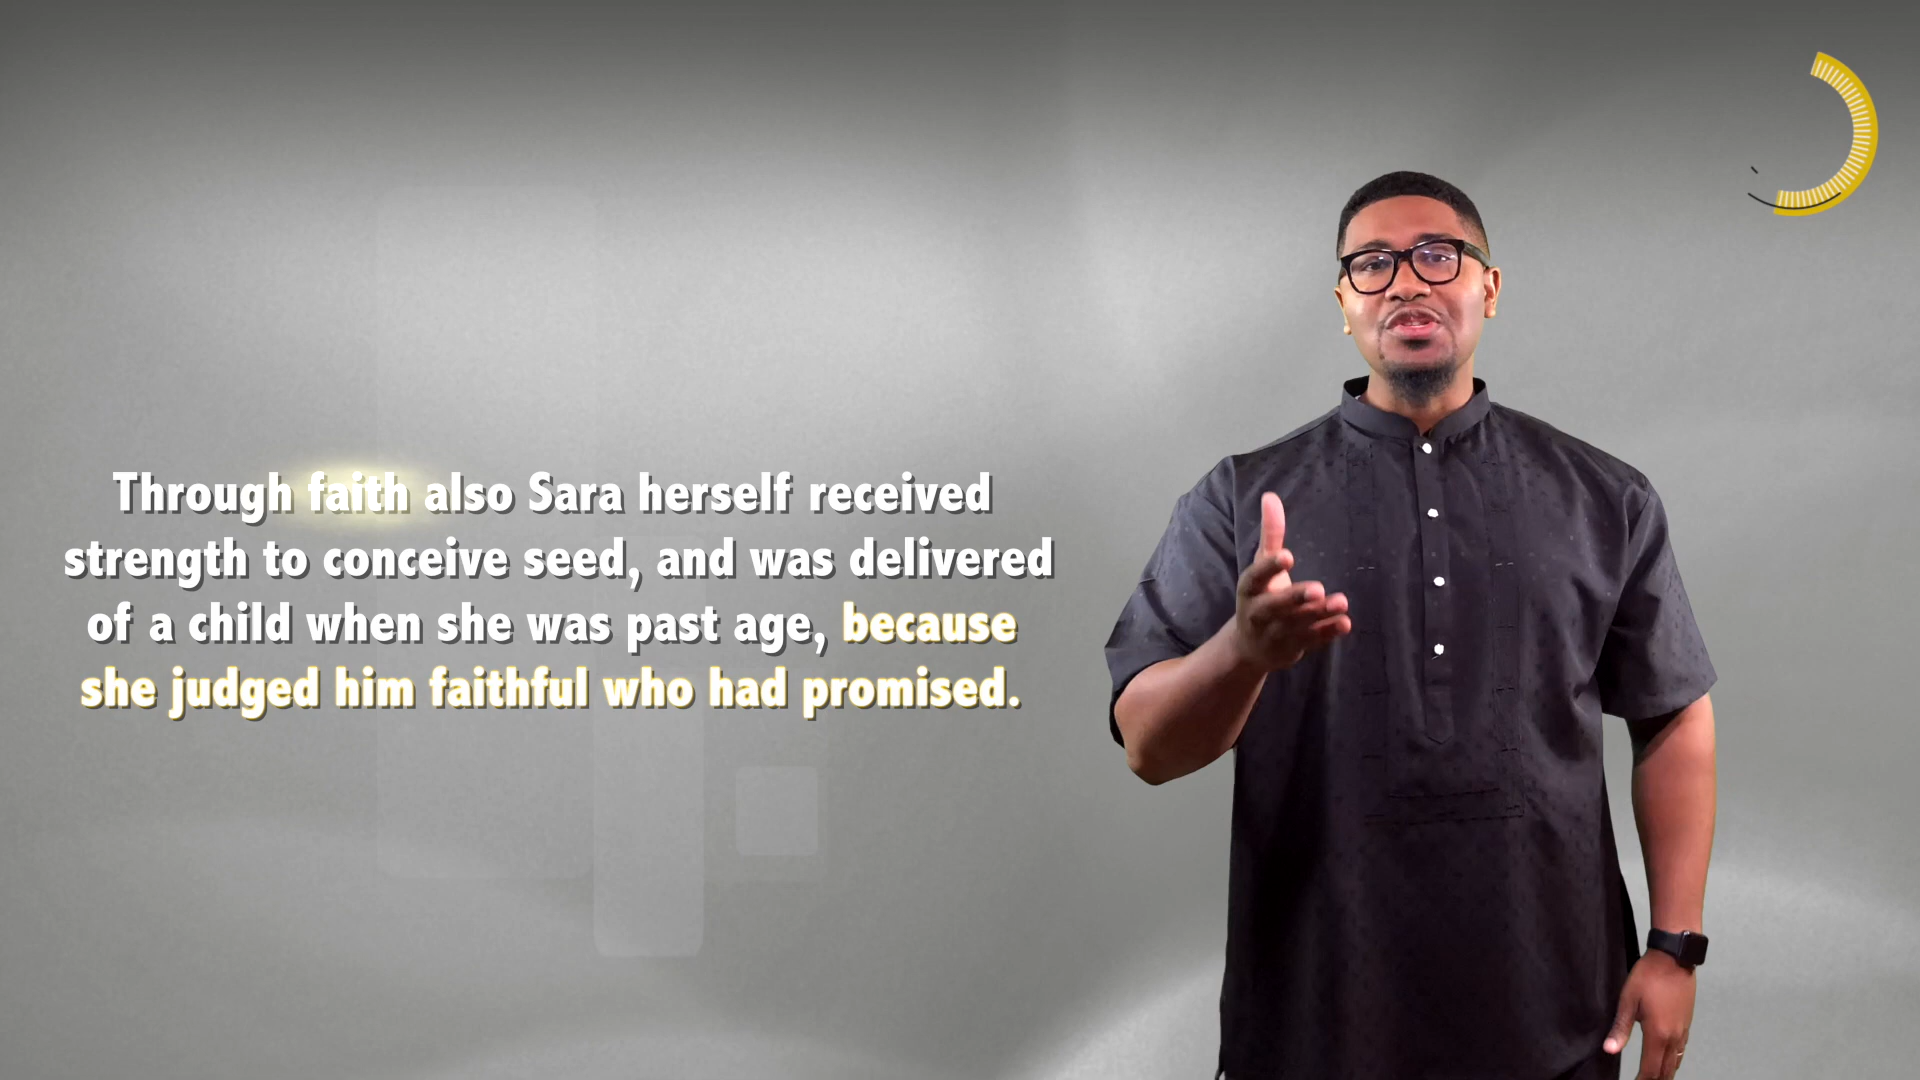 Through faith also Sara herself received
strength to conceive seed, and was delivered
of a child when she was past age, because
she judged him faithful who had promised.